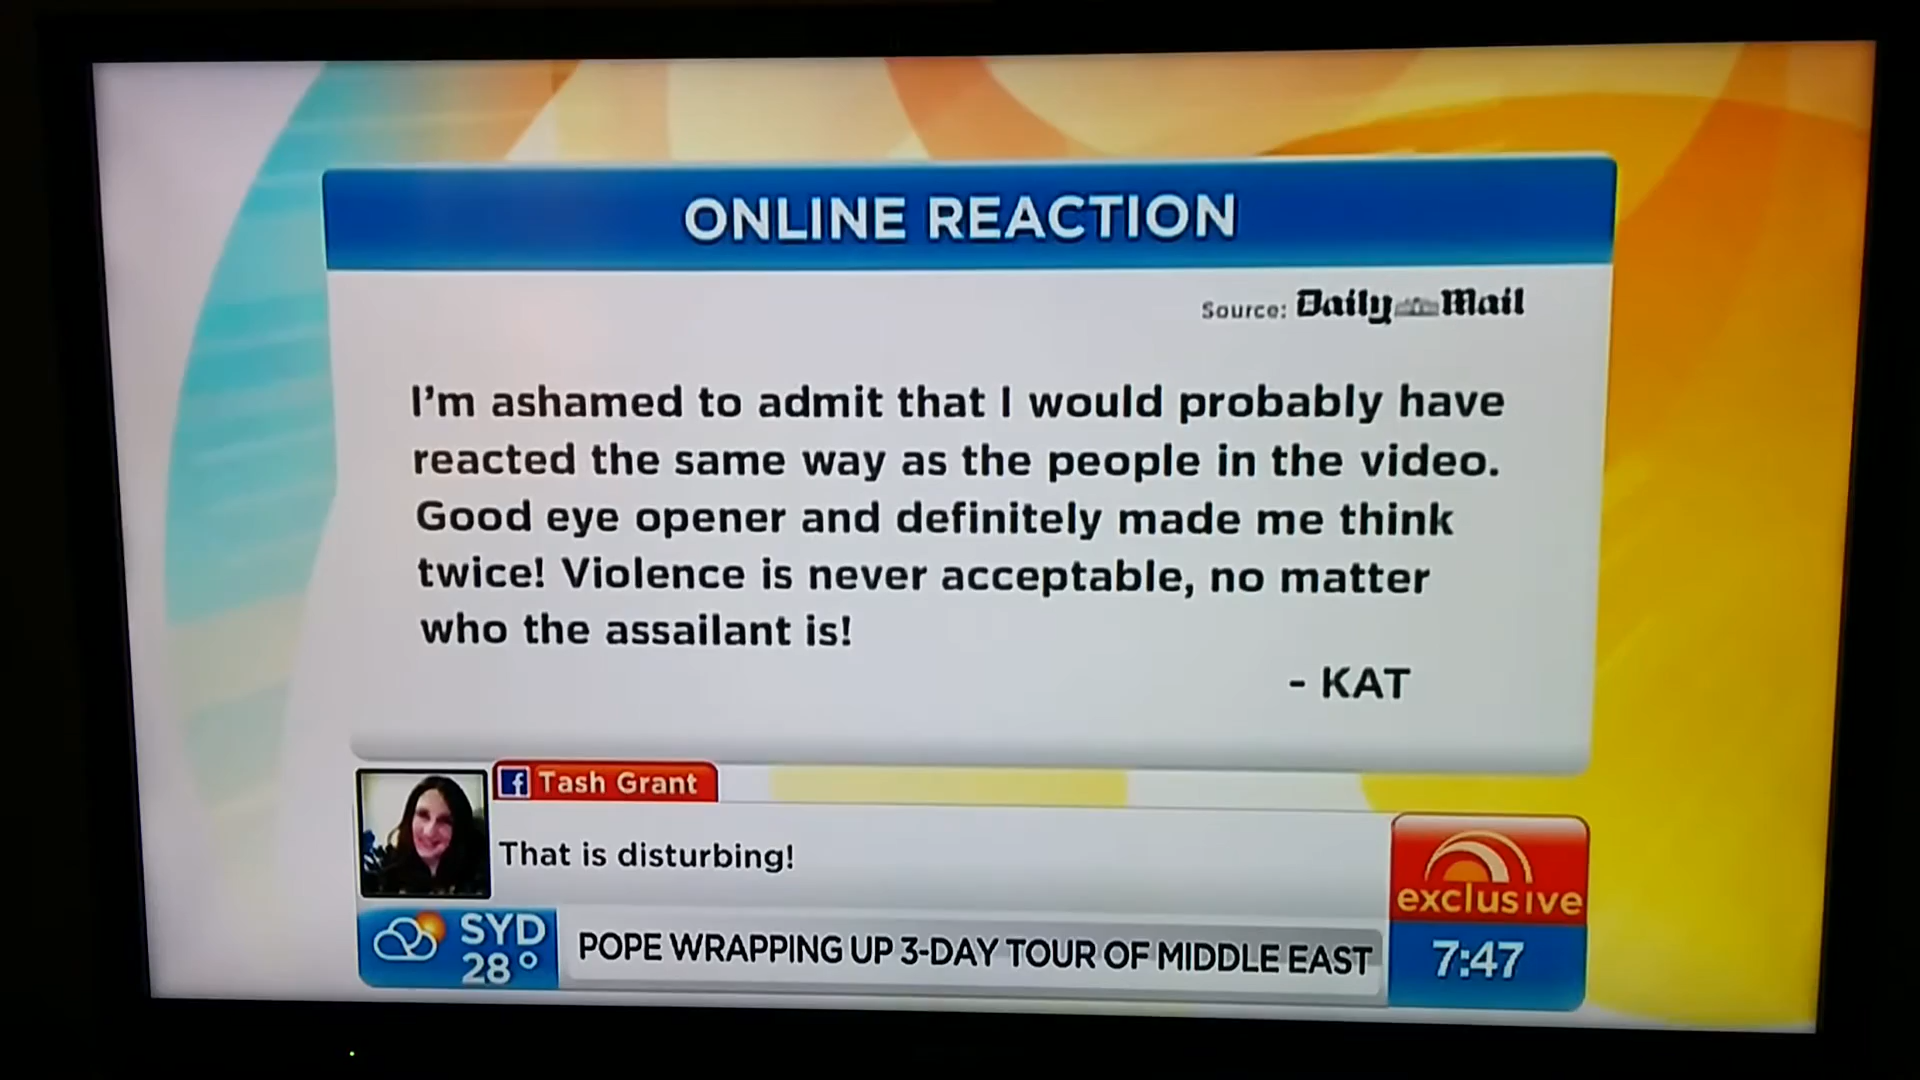 ONLINE REACTION
Source: Daily Mail
I'm ashamed to admit that I would probably have
reacted the same way as the people in the video.
Good eye opener and definitely made me think
twice! Violence is never acceptable, no matter
who the assailant is!
- KAT
f Tash Grant
That is disturbing!
exclusive
SYD
28°
POPE WRAPPING UP 3-DAY TOUR OF MIDDLE EAST
7:47